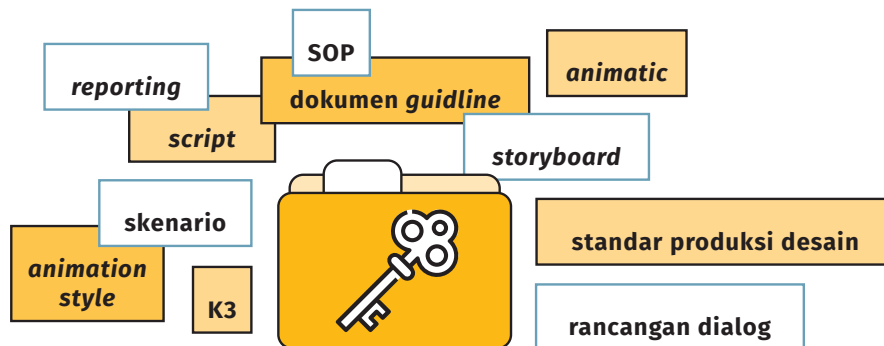 SOP
reporting
dokumen guidline
animatic
script
storyboard
skenario
standar produksi desain
animation
style
K3
rancangan dialog